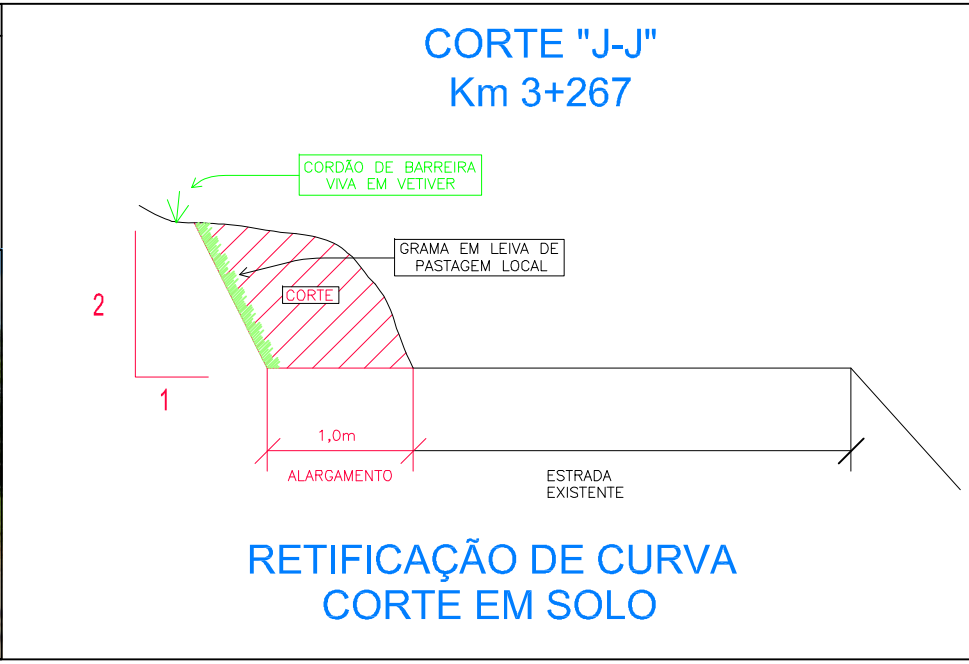 CORTE "J-J"
Km 3+267
CORDÃO DE BARREIRA
VIVA EM VETIVER
GRAMA EM LEIVA DE
PASTAGEM LOCAL
CORTE
2
1
1,0m
ALARGAMENTO
ESTRADA
EXISTENTE
RETIFICAÇÃO DE CURVA
CORTE EM SOLO